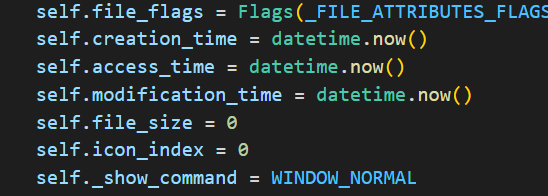 self.file_flags = Flags(_FILE_ATTRIBUTES_FLAGS
self.creation_time = datetime.now()
self.access_time = datetime.now()
self.modification_time = datetime.now()
self.file_size = 0
self.icon_index = 0
self._show_command = WINDOW_NORMAL